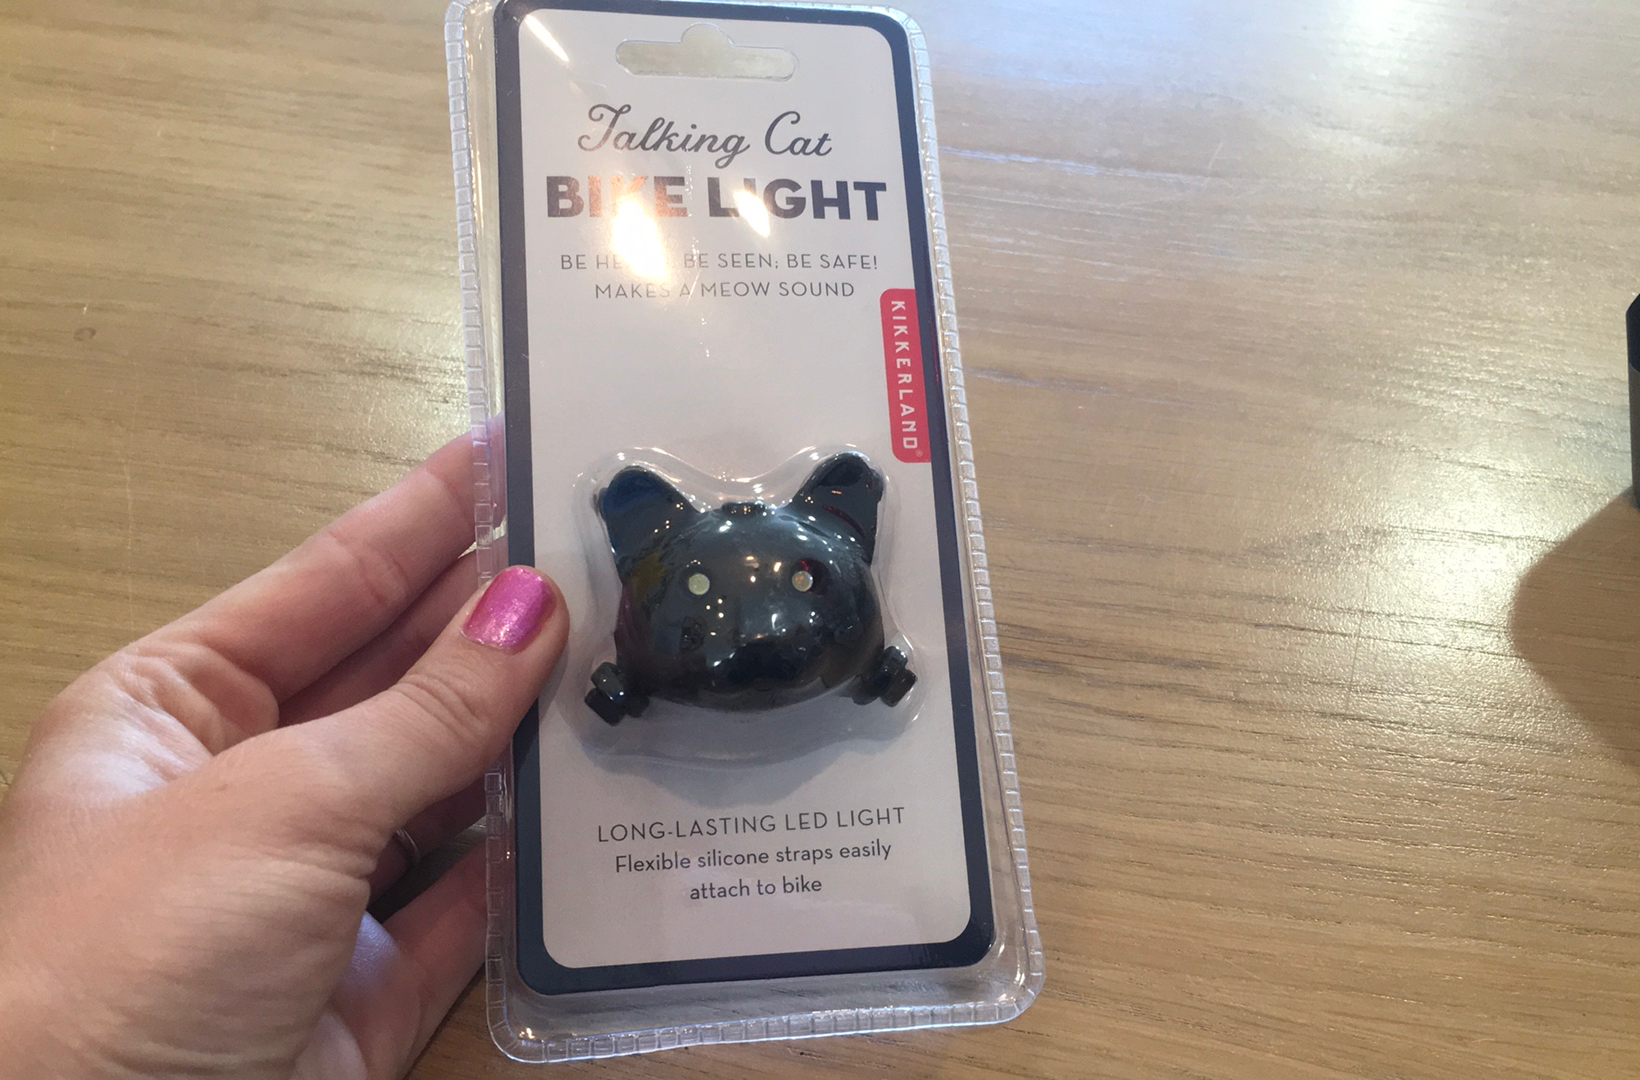 Talking Cat
BIKE LIGHT
BE BE SEEN; BE SAFE!
MAKES A MEOW SOUND
KIKKERLAND®
LONG-LASTING LED LIGHT
Flexible silicone straps easily
attach to bike